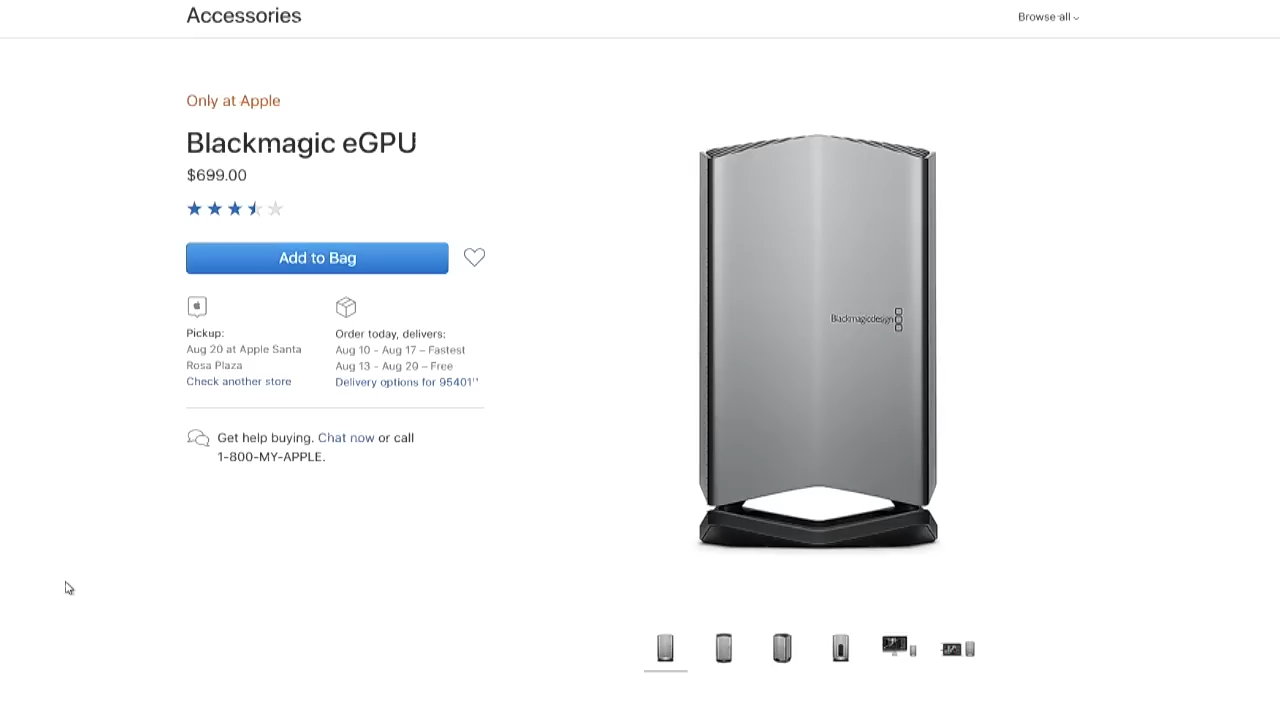 Accessories
Browse all
Only at Apple
Blackmagic eGPU
$699.00
Add to Bag
Pickup:
Aug 20 at Apple Santa
Rosa Plaza
Check another store
Order today, delivers:
Aug 10 - Aug 17 – Fastest
Aug 13 - Aug 29 – Free
Delivery options for 95401
Get help buying. Chat now or call
1-800-MY-APPLE.
Blackmagicdesign